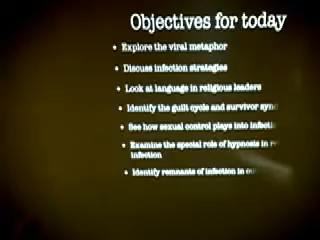 Objectives for today
• Explore the viral metaphor
• Discuss infection strategies
• Look at language in religious leaders
• Identify the guilt cycle and survivor
• See how sexual control plays into
• Examine the special role of hypnosis in
infection
• Identify remnants of infection in